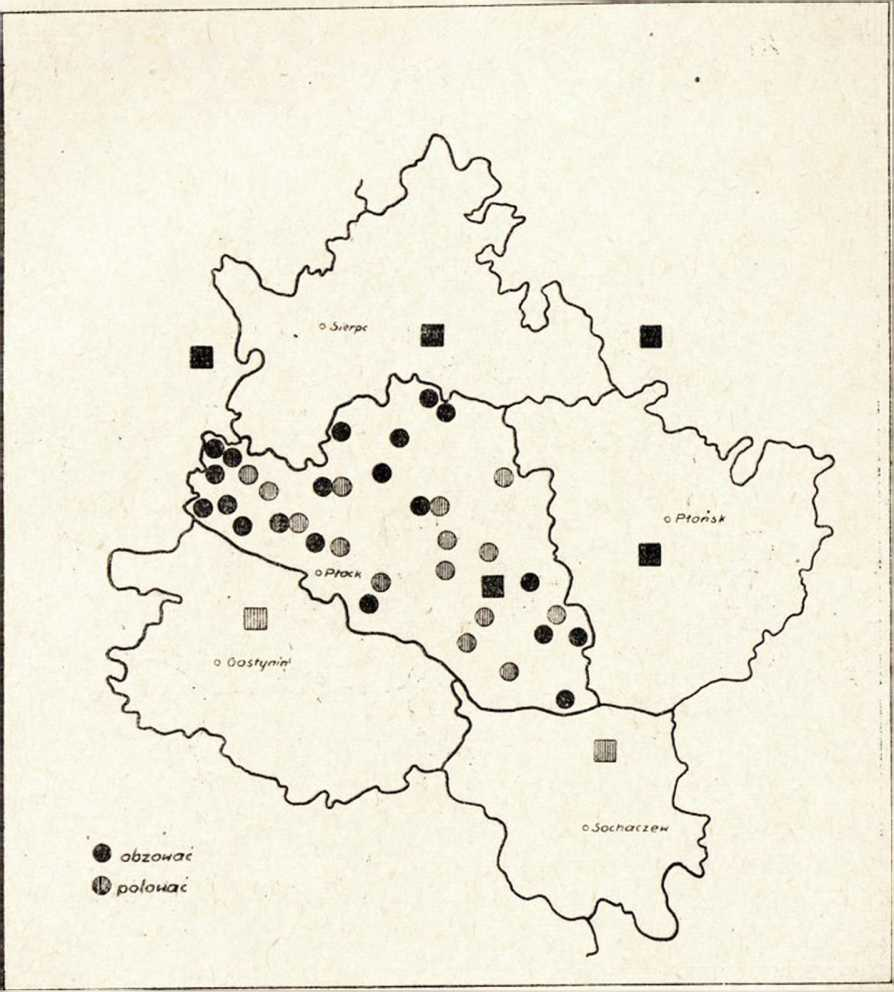 Sierpc
Płońsk
Płock
Gostynin
Sochaczew
obzować
polować